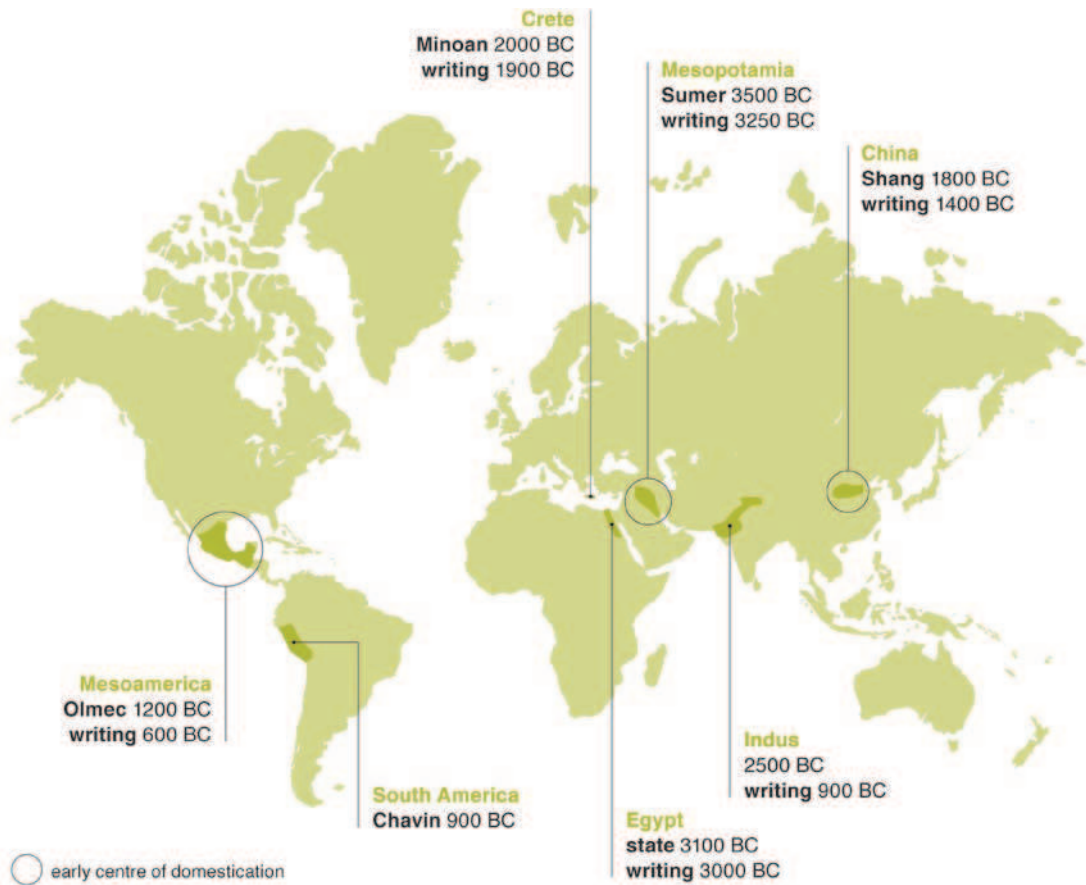 Crete
Minoan 2000 BC
writing 1900 BC
Mesopotamia
Sumer 3500 BC
writing 3250 BC
China
Shang 1800 BC
writing 1400 BC
Mesoamerica
Olmec 1200 BC
writing 600 BC
South America
Chavin 900 BC
Indus
2500 BC
writing 900 BC
Egypt
state 3100 BC
writing 3000 BC
early centre of domestication